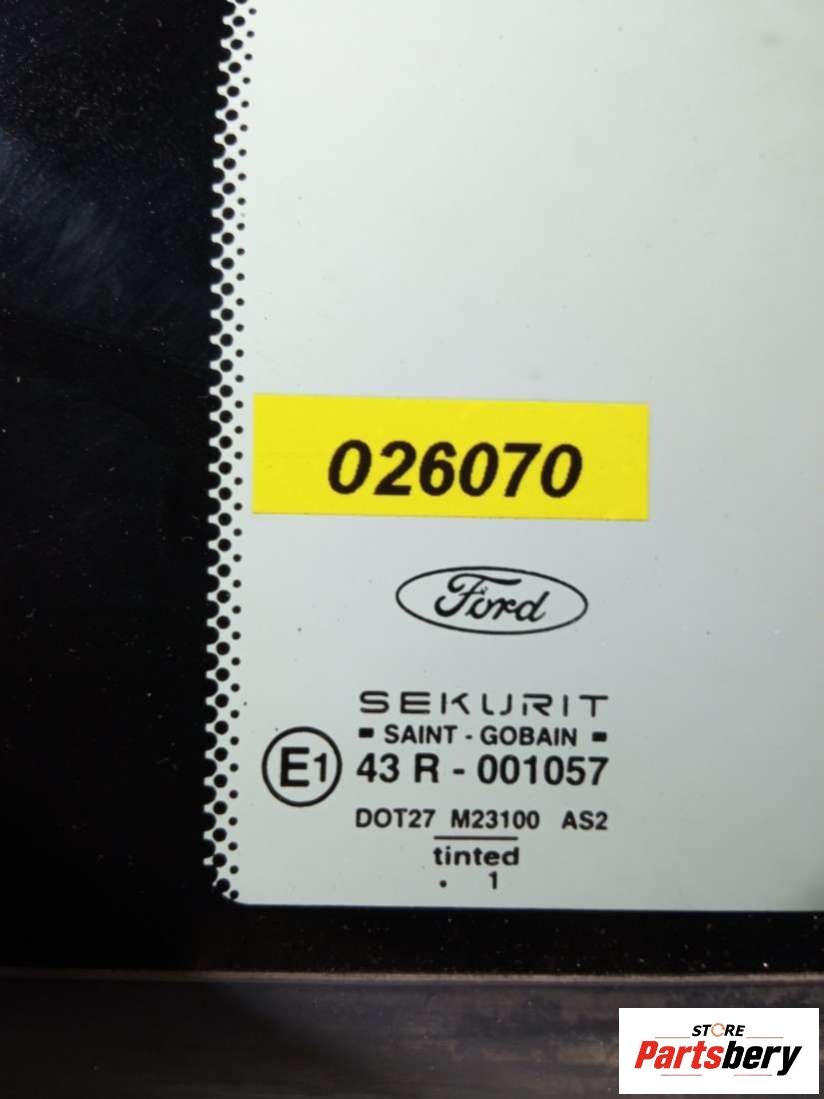 026070
Ford
SEKURIT
SAINT - GOBAIN
E1 43 R - 001057
DOT27 M23100 AS2
tinted
. 1
STORE
Partsbery